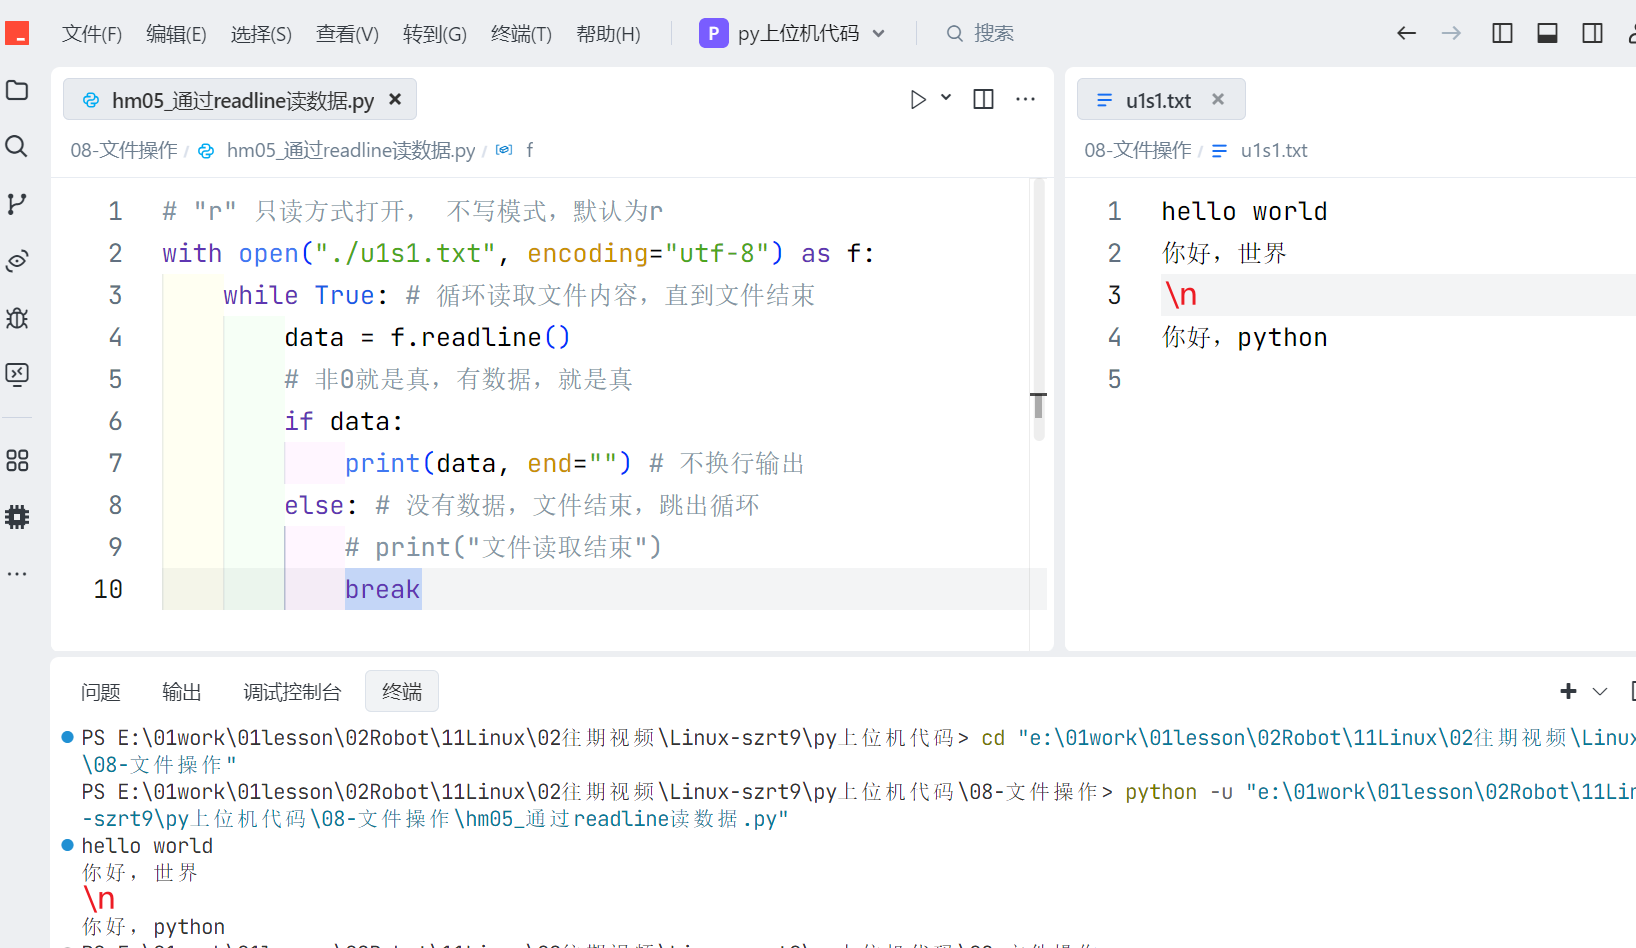 文件(F) 编辑(E) 选择(S) 查看(V) 转到(G) 终端(T) 帮助(H) P py上位机代码 搜索
hm05_通过readline读数据.py
08-文件操作 / hm05_通过readline读数据.py / f
1 # "r" 只读方式打开， 不写模式，默认为r
2 with open("./u1s1.txt", encoding="utf-8") as f:
3 while True: # 循环读取文件内容，直到文件结束
4 data = f.readline()
5 # 非0就是真，有数据，就是真
6 if data:
7 print(data, end="") # 不换行输出
8 else: # 没有数据，文件结束，跳出循环
9 # print("文件读取结束")
10 break
u1s1.txt
08-文件操作 / u1s1.txt
1 hello world
2 你好，世界
3 \n
4 你好，python
5
问题 输出 调试控制台 终端
PS E:\01work\01lesson\02Robot\11Linux\02往期视频\Linux-szrt9\py上位机代码> cd "e:\01work\01lesson\02Robot\11Linux\02往期视频\Linux
\08-文件操作"
PS E:\01work\01lesson\02Robot\11Linux\02往期视频\Linux-szrt9\py上位机代码\08-文件操作> python -u "e:\01work\01lesson\02Robot\11Lin
-szrt9\py上位机代码\08-文件操作\hm05_通过readline读数据.py"
hello world
你好，世界
\n
你好，python